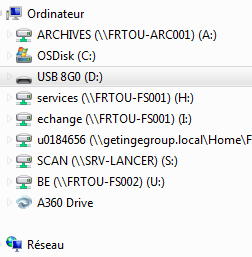 Ordinateur
ARCHIVES (\\FRTOU-ARC001) (A:)
OSDisk (C:)
USB 8G0 (D:)
services (\\FRTOU-FS001) (H:)
echange (\\FRTOU-FS001) (I:)
u0184656 (\\getingegroup.local\Home\F
SCAN (\\SRV-LANCER) (S:)
BE (\\FRTOU-FS002) (U:)
A360 Drive
Réseau